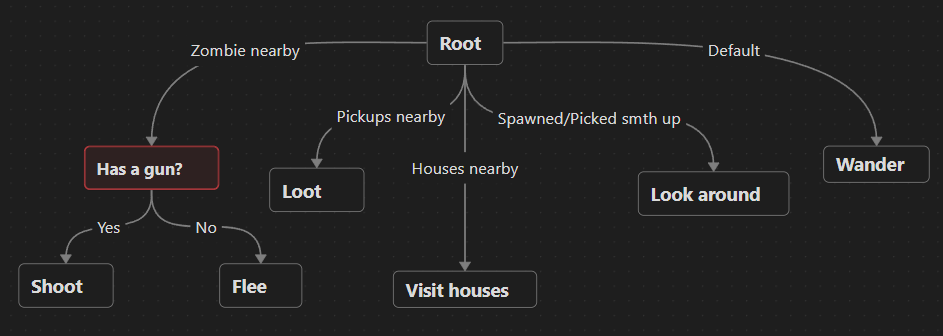 Root
Zombie nearby
Default
Pickups nearby
Spawned/Picked smth up
Has a gun?
Houses nearby
Wander
Loot
Look around
Yes
No
Shoot
Flee
Visit houses